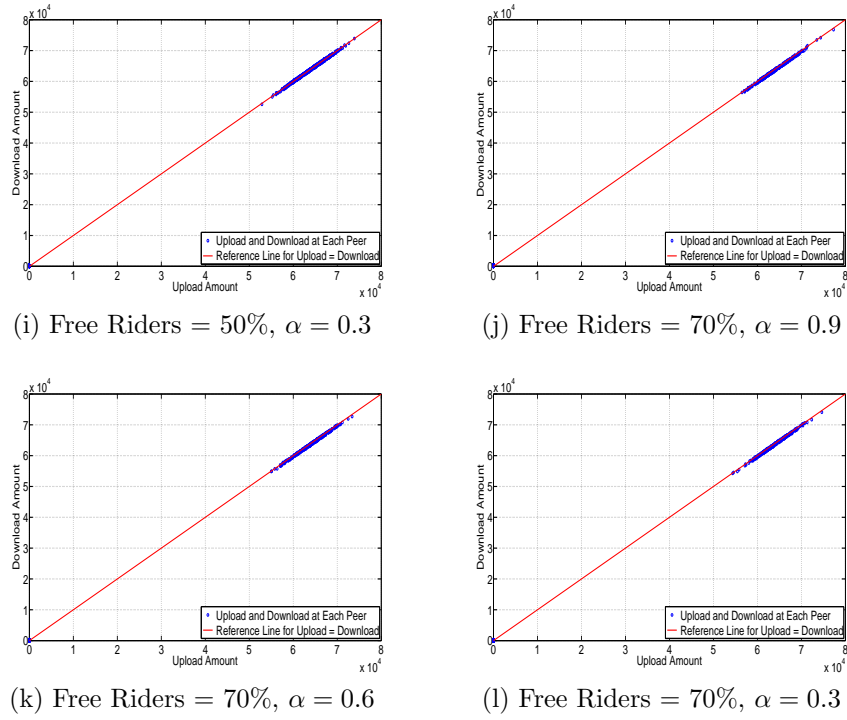 8 x 10^4
7
6
5
4
3
2
1
0
Download Amount
0 1 2 3 4 5 6 7 8
Upload Amount
x 10^4
Upload and Download at Each Peer
Reference Line for Upload = Download
(i) Free Riders = 50%, α = 0.3
8 x 10^4
7
6
5
4
3
2
1
0
Download Amount
0 1 2 3 4 5 6 7 8
Upload Amount
x 10^4
Upload and Download at Each Peer
Reference Line for Upload = Download
(j) Free Riders = 70%, α = 0.9
8 x 10^4
7
6
5
4
3
2
1
0
Download Amount
0 1 2 3 4 5 6 7 8
Upload Amount
x 10^4
Upload and Download at Each Peer
Reference Line for Upload = Download
(k) Free Riders = 70%, α = 0.6
8 x 10^4
7
6
5
4
3
2
1
0
Download Amount
0 1 2 3 4 5 6 7 8
Upload Amount
x 10^4
Upload and Download at Each Peer
Reference Line for Upload = Download
(l) Free Riders = 70%, α = 0.3